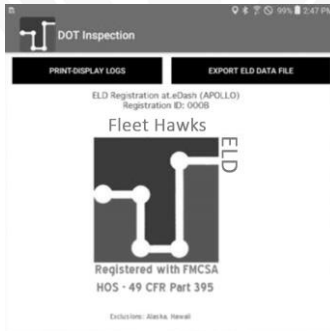 99% 2:47 PM
DOT Inspection
PRINT-DISPLAY LOGS
EXPORT ELD DATA FILE
ELD Registration at.eDash (APOLLO)
Registration ID: 000B
Fleet Hawks
ELD
Registered with FMCSA
HOS - 49 CFR Part 395
Exclusions: Alaska, Hawaii